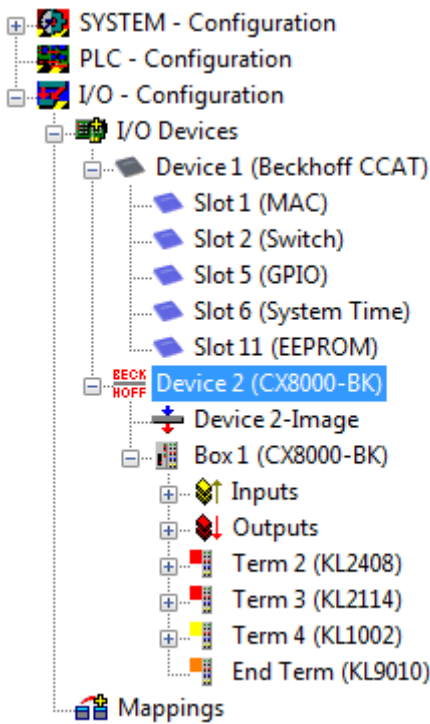 SYSTEM - Configuration
PLC - Configuration
I/O - Configuration
I/O Devices
Device 1 (Beckhoff CCAT)
Slot 1 (MAC)
Slot 2 (Switch)
Slot 5 (GPIO)
Slot 6 (System Time)
Slot 11 (EEPROM)
BECK
HOFF
Device 2 (CX8000-BK)
Device 2-Image
Box 1 (CX8000-BK)
Inputs
Outputs
Term 2 (KL2408)
Term 3 (KL2114)
Term 4 (KL1002)
End Term (KL9010)
Mappings